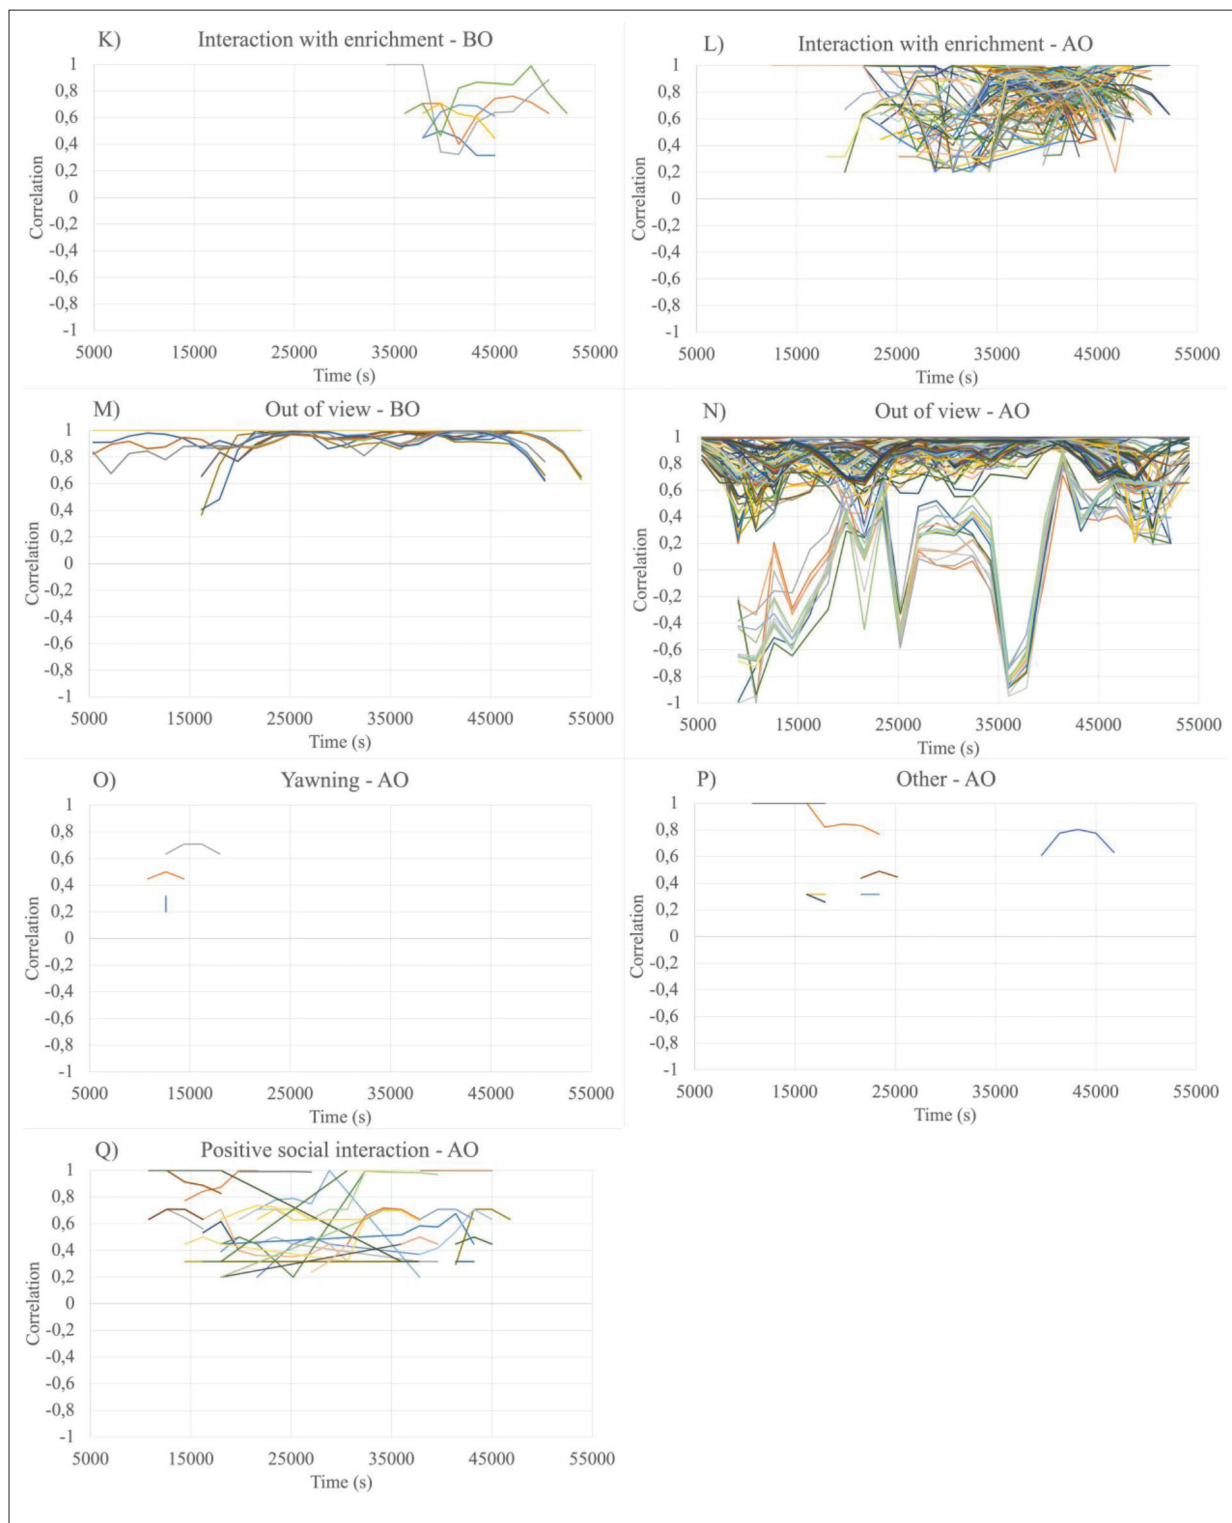 K) Interaction with enrichment - BO
1
0,8
0,6
0,4
0,2
0
-0,2
-0,4
-0,6
-0,8
-1
Correlation
5000 15000 25000 35000 45000 55000
Time (s)
L) Interaction with enrichment - AO
1
0,8
0,6
0,4
0,2
0
-0,2
-0,4
-0,6
-0,8
-1
Correlation
5000 15000 25000 35000 45000 55000
Time (s)
M) Out of view - BO
1
0,8
0,6
0,4
0,2
0
-0,2
-0,4
-0,6
-0,8
-1
Correlation
5000 15000 25000 35000 45000 55000
Time (s)
N) Out of view - AO
1
0,8
0,6
0,4
0,2
0
-0,2
-0,4
-0,6
-0,8
-1
Correlation
5000 15000 25000 35000 45000 55000
Time (s)
O) Yawning - AO
1
0,8
0,6
0,4
0,2
0
-0,2
-0,4
-0,6
-0,8
-1
Correlation
5000 15000 25000 35000 45000 55000
Time (s)
P) Other - AO
1
0,8
0,6
0,4
0,2
0
-0,2
-0,4
-0,6
-0,8
-1
Correlation
5000 15000 25000 35000 45000 55000
Time (s)
Q) Positive social interaction - AO
1
0,8
0,6
0,4
0,2
0
-0,2
-0,4
-0,6
-0,8
-1
Correlation
5000 15000 25000 35000 45000 55000
Time (s)